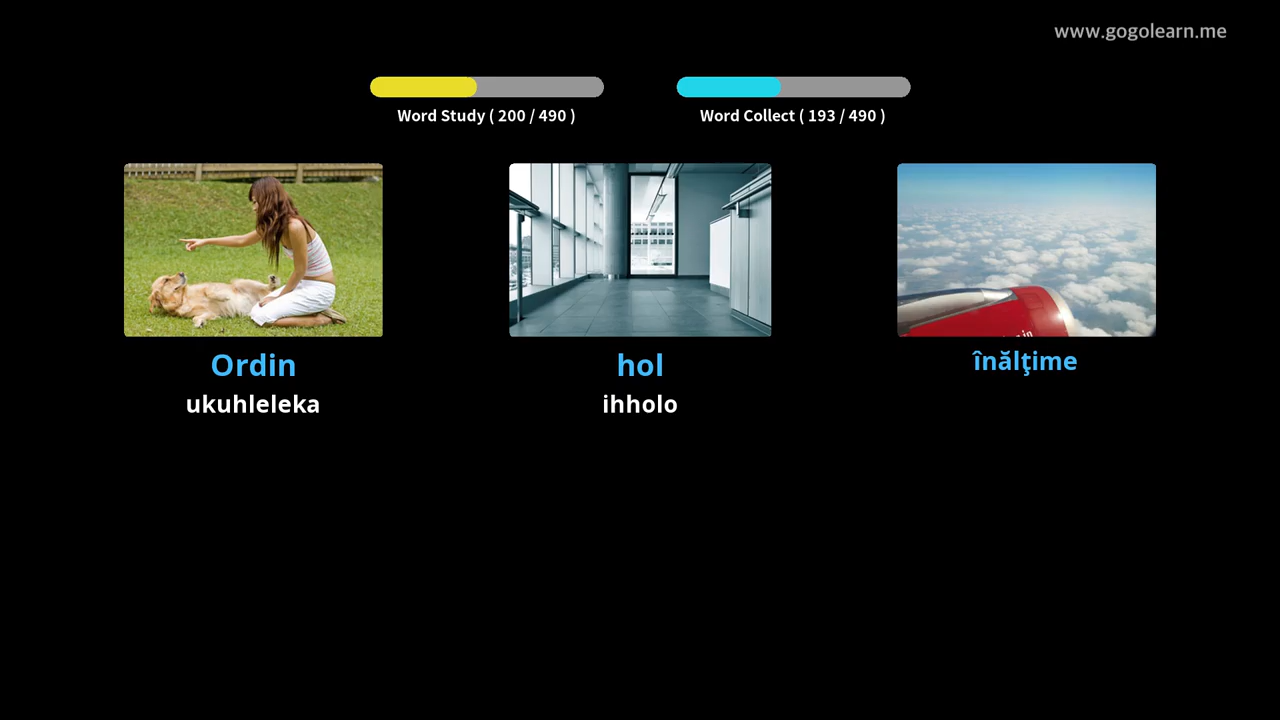 www.gogolearn.me
Word Study ( 200 / 490 )
Word Collect ( 193 / 490 )
Ordin
ukuhleleka
hol
ihholo
înălţime